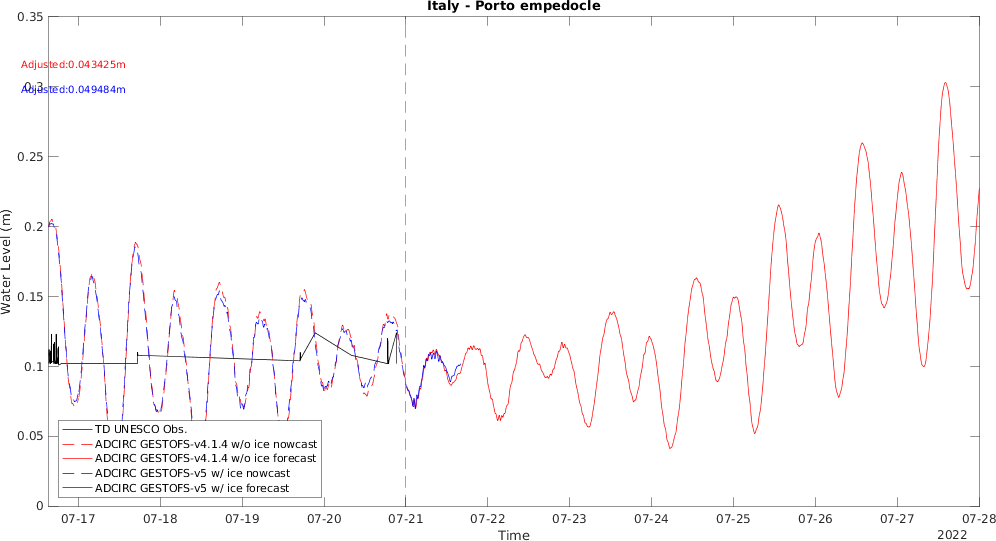 Italy - Porto empedocle
0.35
Adjusted:0.043425m
0.3
Adjusted:0.049484m
0.25
0.2
0.15
0.1
0.05
0
Water Level (m)
TD UNESCO Obs.
ADCIRC GESTOFS-v4.1.4 w/o ice nowcast
ADCIRC GESTOFS-v4.1.4 w/o ice forecast
ADCIRC GESTOFS-v5 w/ ice nowcast
ADCIRC GESTOFS-v5 w/ ice forecast
07-17 07-18 07-19 07-20 07-21 07-22 07-23 07-24 07-25 07-26 07-27 07-28
Time
2022